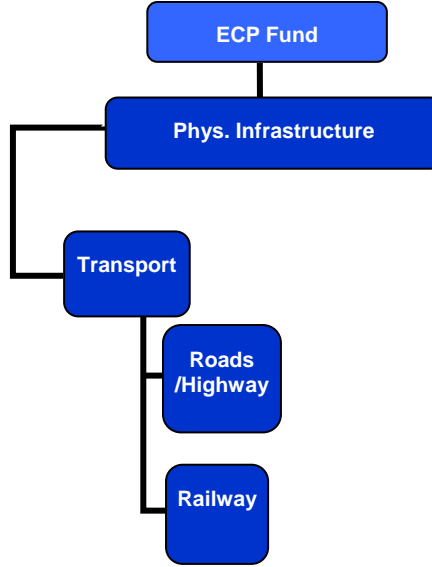 ECP Fund
Phys. Infrastructure
Transport
Roads
/Highway
Railway